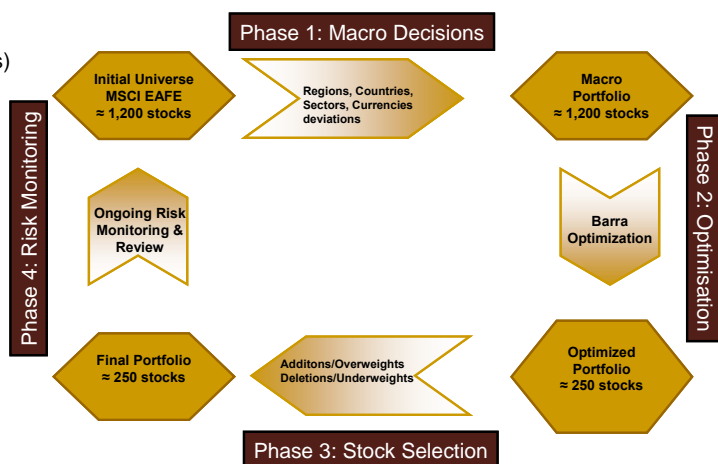 Phase 1: Macro Decisions
s)
Initial Universe
MSCI EAFE
≈ 1,200 stocks
Regions, Countries,
Sectors, Currencies
deviations
Macro
Portfolio
≈ 1,200 stocks
Phase 2: Optimisation
Barra
Optimization
Optimized
Portfolio
≈ 250 stocks
Additons/Overweights
Deletions/Underweights
Phase 3: Stock Selection
Final Portfolio
≈ 250 stocks
Ongoing Risk
Monitoring &
Review
Phase 4: Risk Monitoring